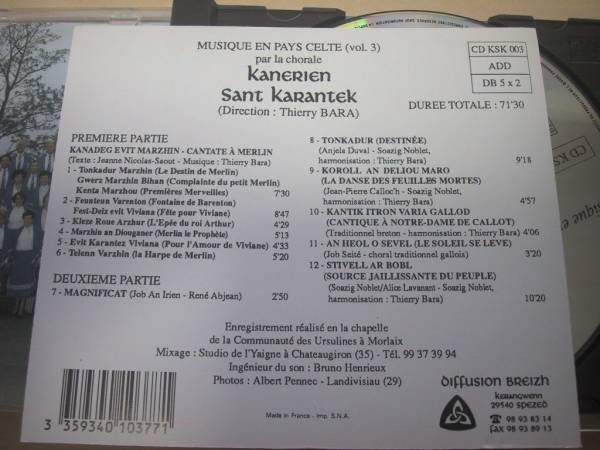 MUSIQUE EN PAYS CELTE (vol. 3)
par la chorale
Kanerien
Sant Karantek
(Direction : Thierry BARA)
CD KSK 003
ADD
DB 5 x 2
DUREE TOTALE : 71'30
PREMIERE PARTIE
KANADEG EVIT MARZHIN - CANTATE À MERLIN
(Texte : Jeanne Nicolas-Saout - Musique : Thierry Bara)
1 - Tonkadur Marzhin (Le Destin de Merlin)
Gwerz Marzhin Bihan (Complainte du petit Merlin)
Kenta Marzhou (Premières Merveilles) 7'30
2 - Feunteun Varenton (Fontaine de Barenton)
Fest-Deiz evit Viviana (Fête pour Viviane) 8'47
3 - Kleze Roue Arzhur (L'Epée du roi Arthur) 4'29
4 - Marzhin an Diouganer (Merlin le Prophète) 5'13
5 - Evit Karantez Viviana (Pour l'Amour de Viviane) 4'33
6 - Telenn Varzhin (la Harpe de Merlin) 5'20
DEUXIEME PARTIE
7 - MAGNIFICAT (Job An Irien - René Abjean) 2'50
8 - TONKADUR (DESTINÉE)
(Anjela Duval - Soazig Noblet,
harmonisation : Thierry Bara) 9'18
9 - KOROLL AN DELIOU MARO
(LA DANSE DES FEUILLES MORTES)
(Jean-Pierre Calloc'h - Soazig Noblet,
harmonisation : Thierry Bara) 4'57
10 - KANTIK ITRON VARIA GALLOD
(CANTIQUE À NOTRE-DAME DE CALLOT)
(Traditionnel breton - harmonisation : Thierry Bara) 4'06
11 - AN HEOL O SEVEL (LE SOLEIL SE LEVE)
(Job Seité - choral traditionnel gallois) 3'20
12 - STIVELL AR BOBL
(SOURCE JAILLISSANTE DU PEUPLE)
(Soazig Noblet/Alice Lavanant - Soazig Noblet,
harmonisation : Thierry Bara) 10'20
Enregistrement réalisé en la chapelle
de la Communauté des Ursulines à Morlaix
Mixage : Studio de l'Yaigne à Chateaugiron (35) - Tél. 99 37 39 94
Ingénieur du son : Bruno Henrieux
Photos : Albert Pennec - Landivisiau (29)
Made in France - Imp. S.N.A.
3 359340 103771
Diffusion Breizh
Kerangwenn
29540 SPEZED
☎ 98 93 83 14
FAX 98 93 89 13
CD KSK